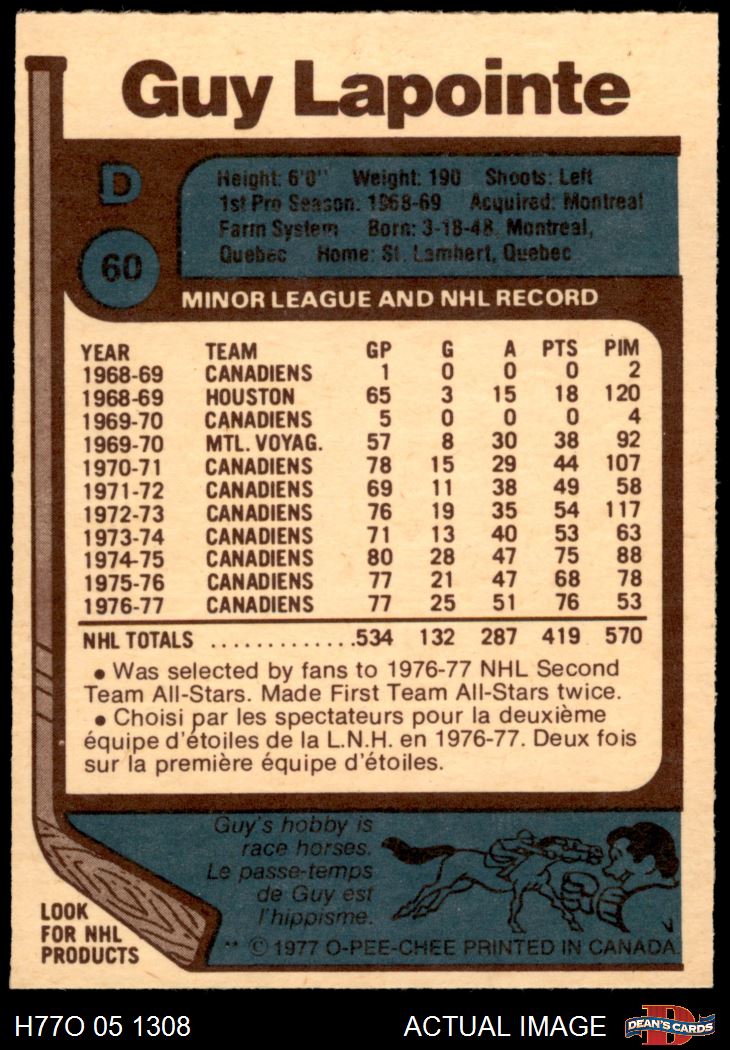 Guy Lapointe
D
60
Height: 6'0" Weight: 190 Shoots: Left
1st Pro Season: 1968-69 Acquired: Montreal
Farm System Born: 3-18-48, Montreal,
Quebec Home: St. Lambert, Quebec
MINOR LEAGUE AND NHL RECORD
YEAR TEAM GP G A PTS PIM
1968-69 CANADIENS 1 0 0 0 2
1968-69 HOUSTON 65 3 15 18 120
1969-70 CANADIENS 5 0 0 0 4
1969-70 MTL. VOYAG. 57 8 30 38 92
1970-71 CANADIENS 78 15 29 44 107
1971-72 CANADIENS 69 11 38 49 58
1972-73 CANADIENS 76 19 35 54 117
1973-74 CANADIENS 71 13 40 53 63
1974-75 CANADIENS 80 28 47 75 88
1975-76 CANADIENS 77 21 47 68 78
1976-77 CANADIENS 77 25 51 76 53
NHL TOTALS .............534 132 287 419 570
• Was selected by fans to 1976-77 NHL Second
Team All-Stars. Made First Team All-Stars twice.
• Choisi par les spectateurs pour la deuxième
équipe d'étoiles de la L.N.H. en 1976-77. Deux fois
sur la première équipe d'étoiles.
Guy's hobby is
race horses.
Le passe-temps
de Guy est
l'hippisme.
LOOK
FOR NHL
PRODUCTS
** © 1977 O-PEE-CHEE PRINTED IN CANADA
H77O 05 1308
ACTUAL IMAGE
D
DEAN'S CARDS